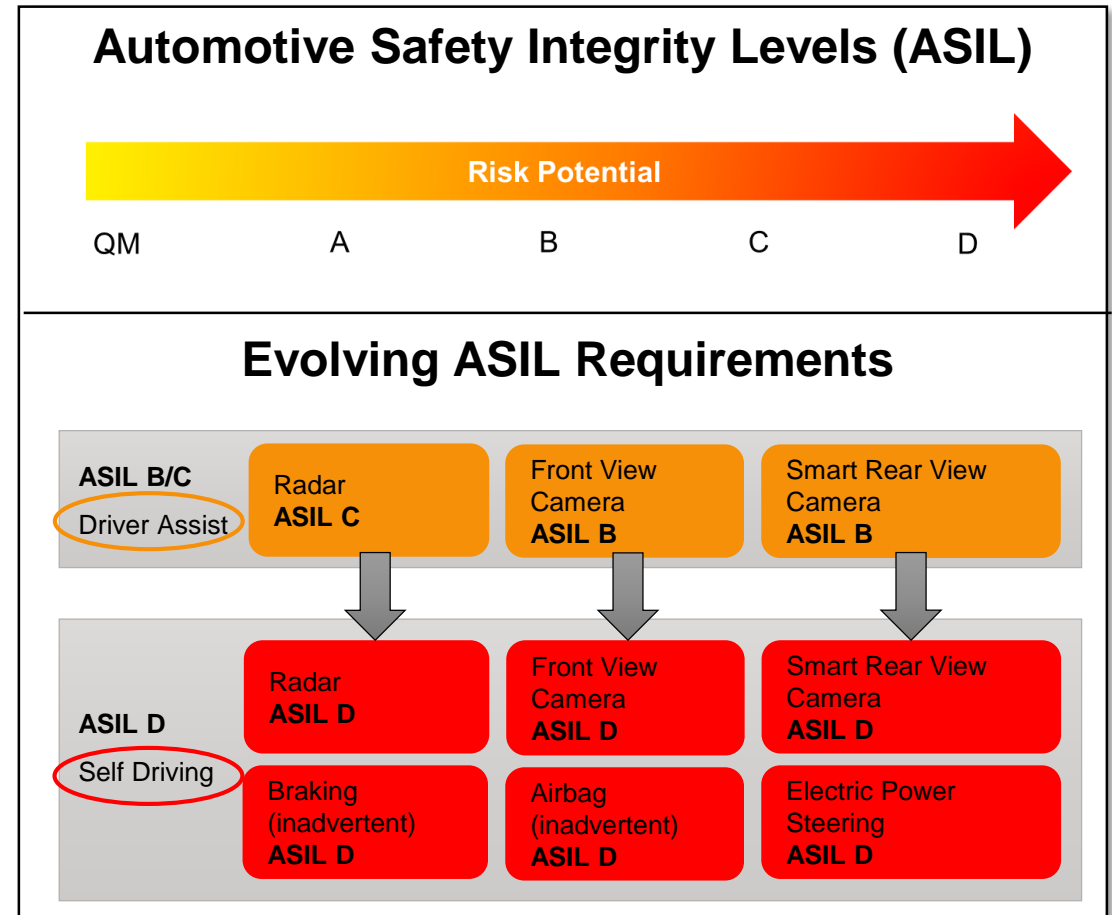 Automotive Safety Integrity Levels (ASIL)
Risk Potential
QM A B C D
Evolving ASIL Requirements
ASIL B/C
Driver Assist
Radar
ASIL C
Front View
Camera
ASIL B
Smart Rear View
Camera
ASIL B
ASIL D
Self Driving
Radar
ASIL D
Front View
Camera
ASIL D
Smart Rear View
Camera
ASIL D
Braking
(inadvertent)
ASIL D
Airbag
(inadvertent)
ASIL D
Electric Power
Steering
ASIL D